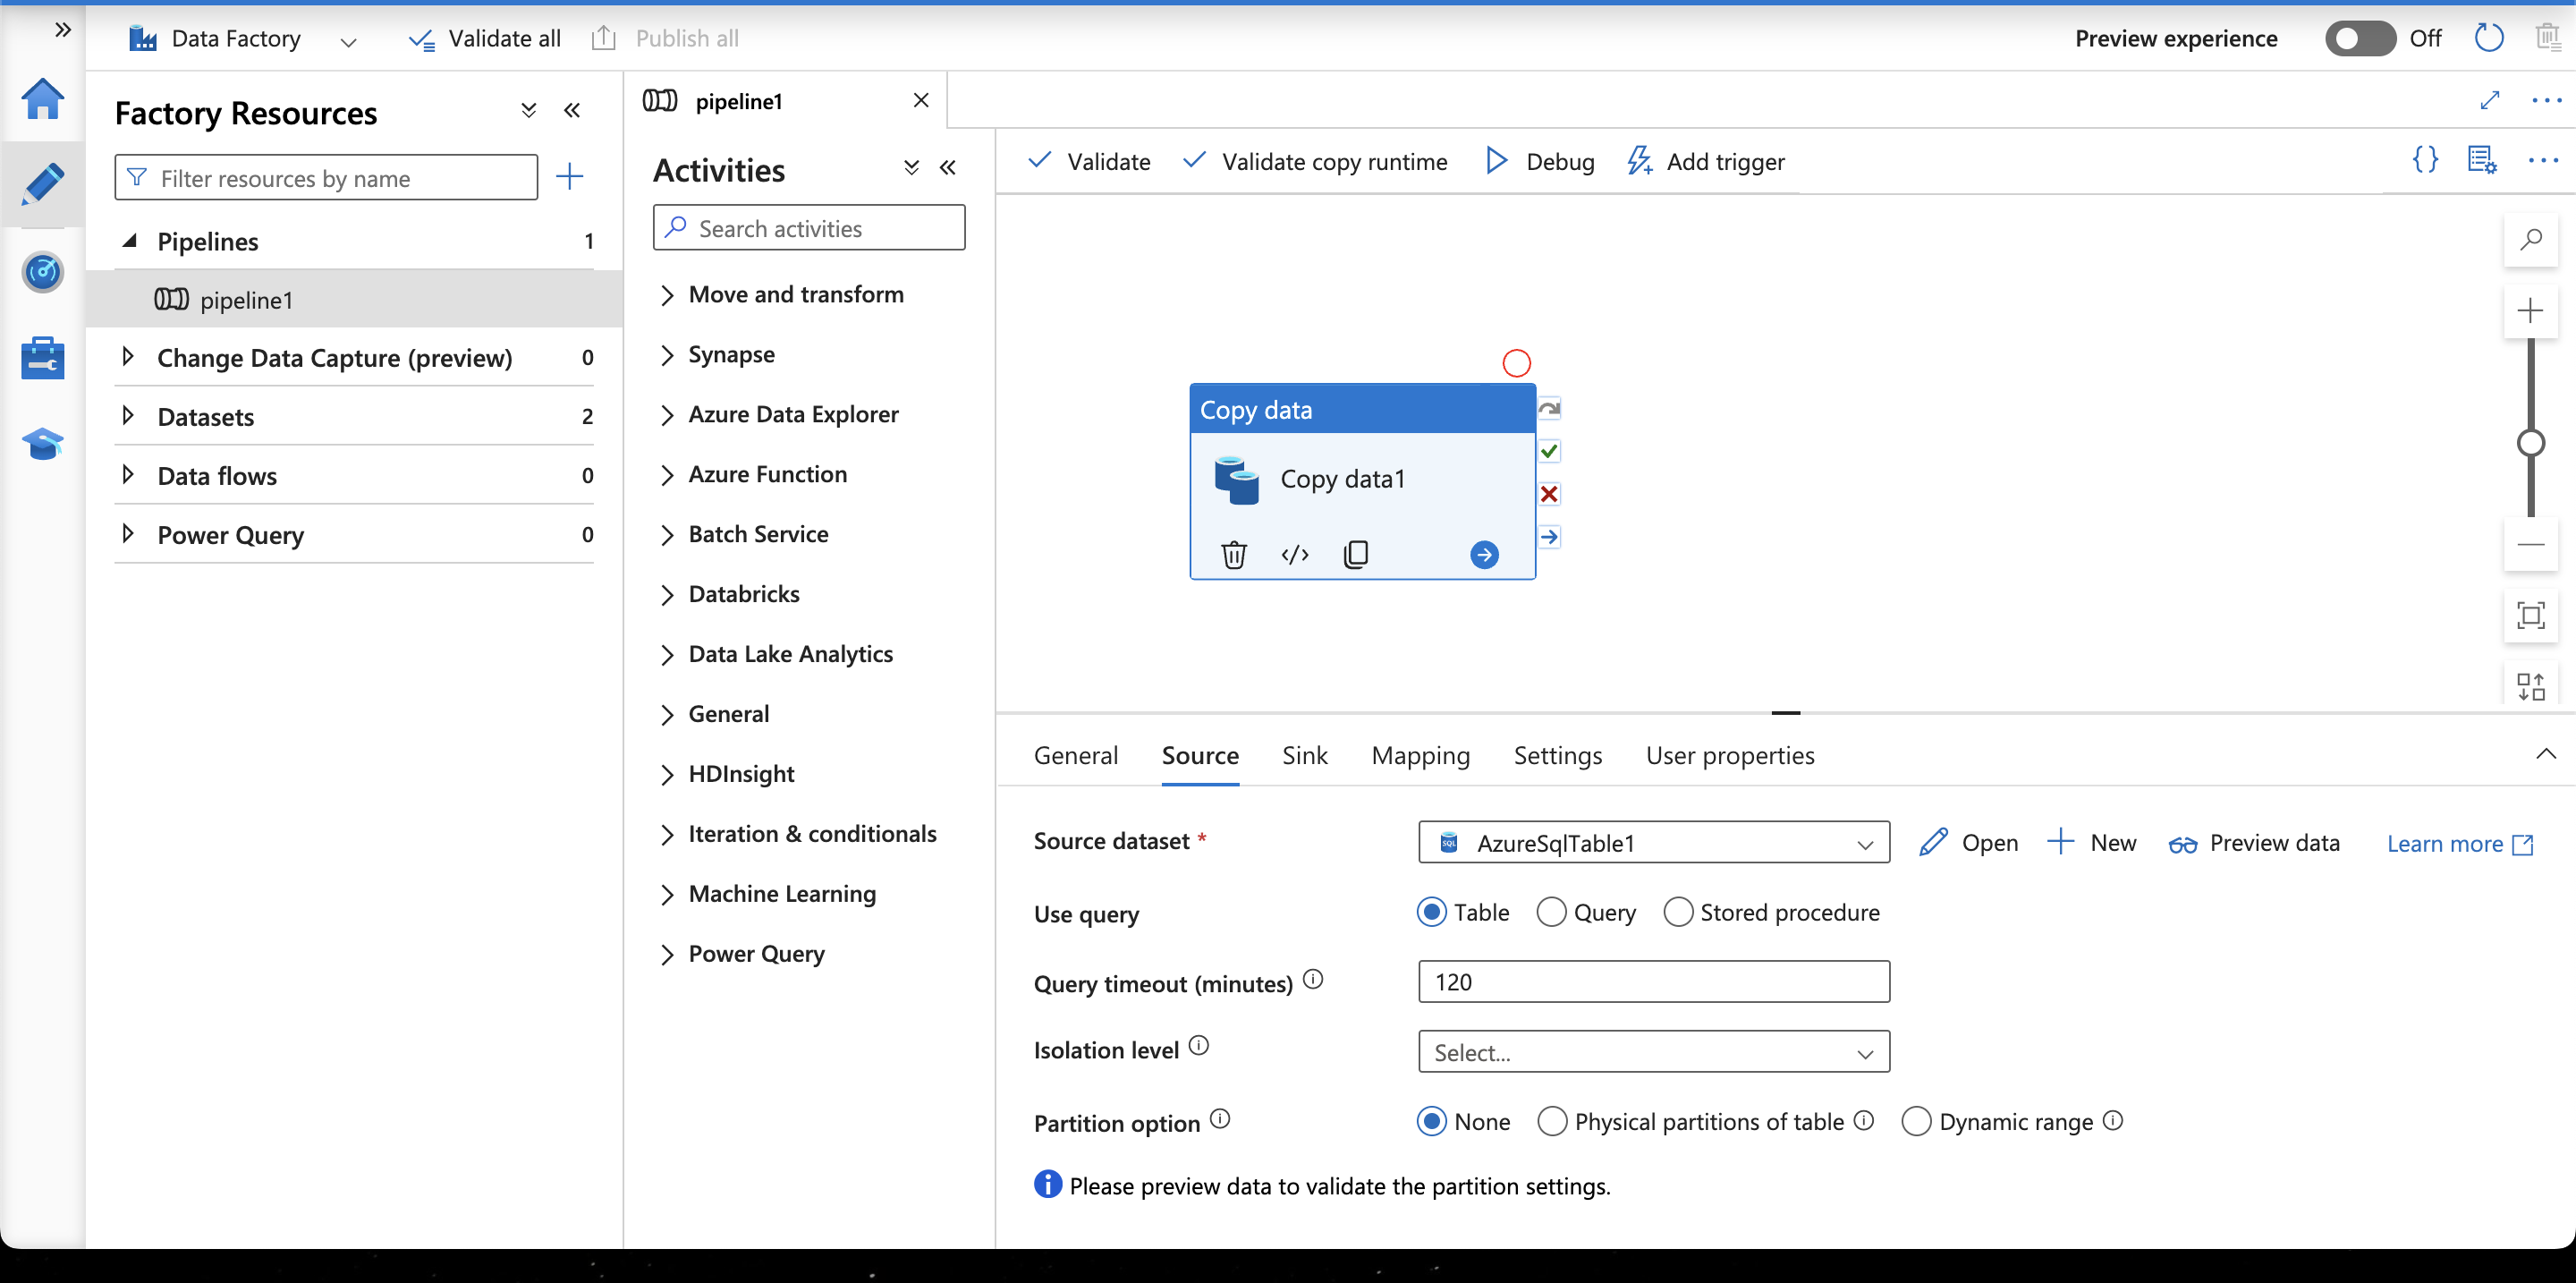 Data Factory
Validate all
Publish all
Preview experience
Off
Factory Resources
Filter resources by name
Pipelines 1
pipeline1
Change Data Capture (preview) 0
Datasets 2
Data flows 0
Power Query 0
pipeline1
Activities
Search activities
Move and transform
Synapse
Azure Data Explorer
Azure Function
Batch Service
Databricks
Data Lake Analytics
General
HDInsight
Iteration & conditionals
Machine Learning
Power Query
Validate
Validate copy runtime
Debug
Add trigger
Copy data
Copy data1
General Source Sink Mapping Settings User properties
Source dataset * SQL AzureSqlTable1 Open New Preview data Learn more
Use query Table Query Stored procedure
Query timeout (minutes) 120
Isolation level Select...
Partition option None Physical partitions of table Dynamic range
Please preview data to validate the partition settings.